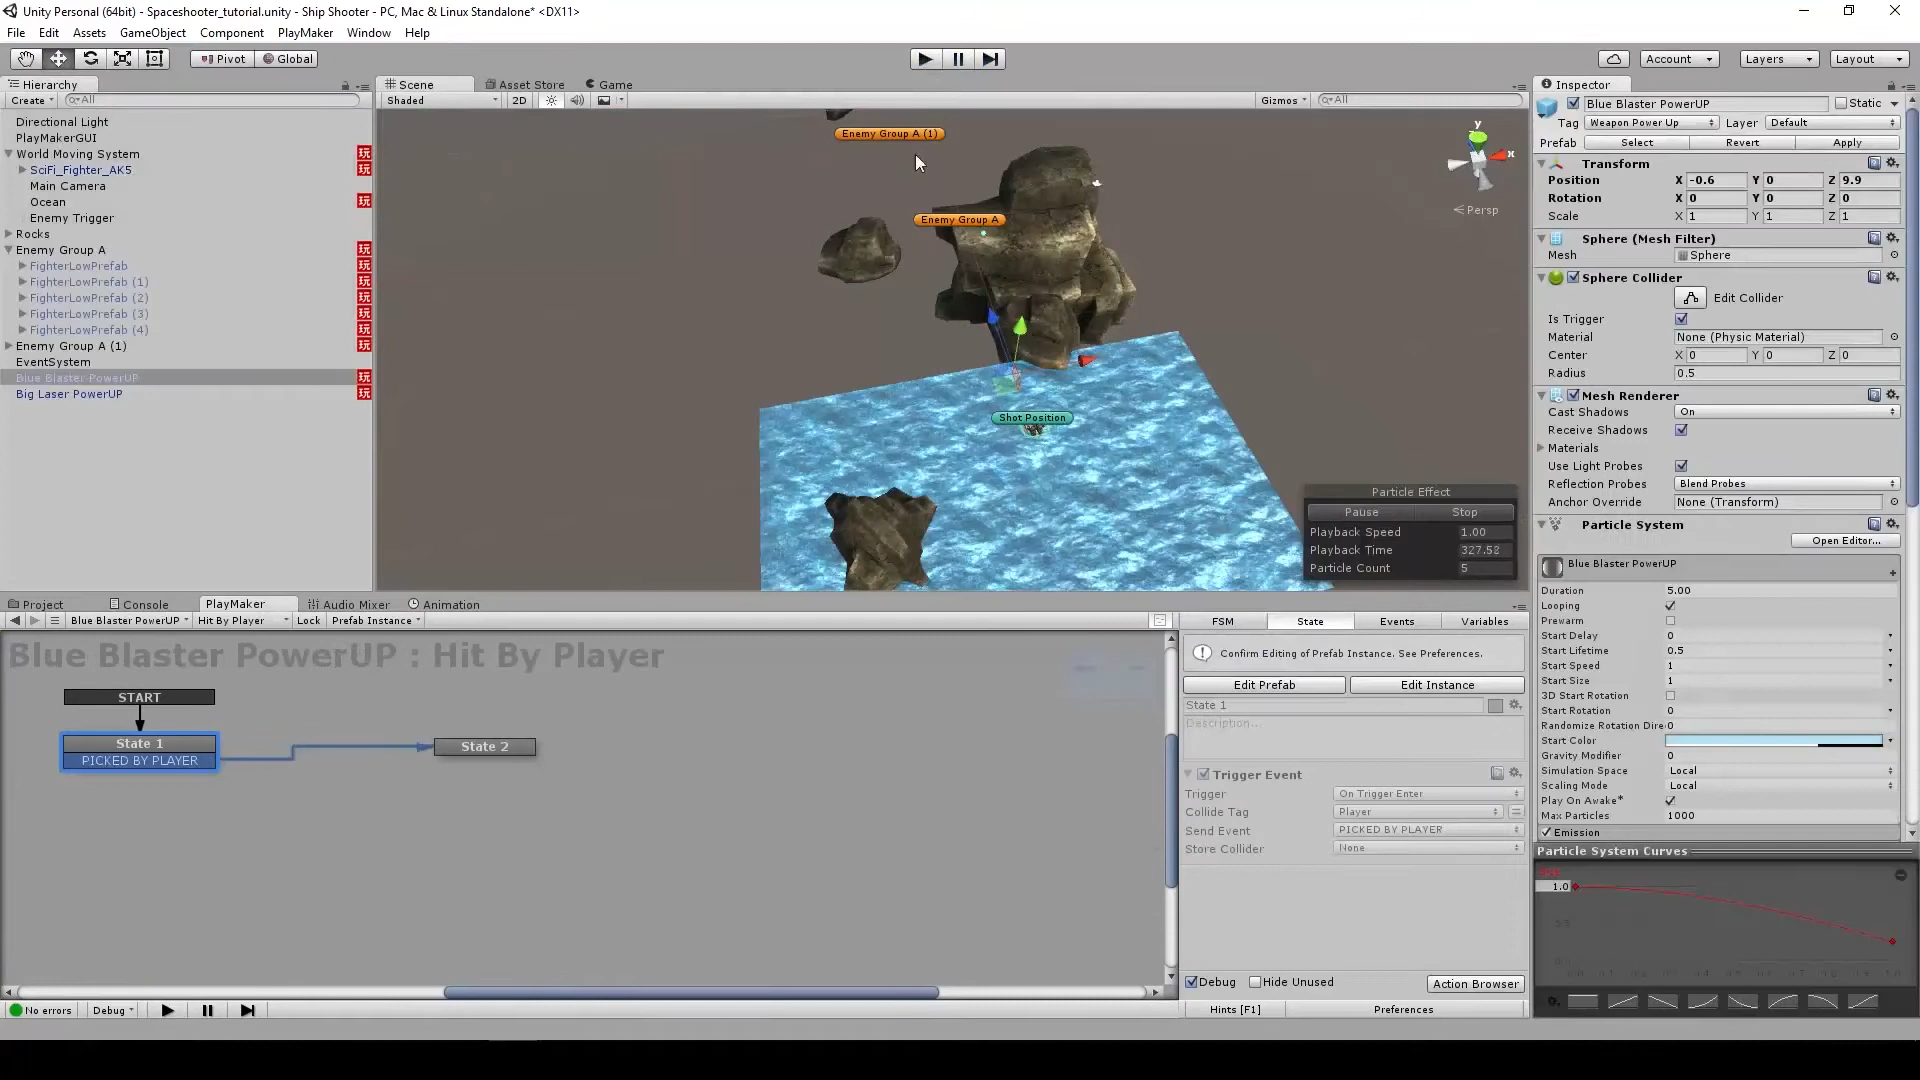 Unity Personal (64bit) - Spaceshooter_tutorial.unity - Ship Shooter - PC, Mac & Linux Standalone* <DX11>
File Edit Assets GameObject Component PlayMaker Window Help
Pivot Global Account Layers Layout
Hierarchy
Create All
Directional Light
PlayMakerGUI
World Moving System
SciFi_Fighter_AK5
Main Camera
Ocean
Enemy Trigger
Rocks
Enemy Group A
FighterLowPrefab
FighterLowPrefab (1)
FighterLowPrefab (2)
FighterLowPrefab (3)
FighterLowPrefab (4)
Enemy Group A (1)
EventSystem
Blue Blaster PowerUP
Big Laser PowerUP
Scene Asset Store Game
Shaded 2D Gizmos All
Enemy Group A (1)
Enemy Group A
Shot Position
y
x
Persp
Particle Effect
Pause Stop
Playback Speed 1.00
Playback Time 327.52
Particle Count 5
Inspector
Blue Blaster PowerUP Static
Tag Weapon Power Up Layer Default
Prefab Select Revert Apply
Transform
Position X -0.6 Y 0 Z 9.9
Rotation X 0 Y 0 Z 0
Scale X 1 Y 1 Z 1
Sphere (Mesh Filter)
Mesh Sphere
Sphere Collider
Edit Collider
Is Trigger
Material None (Physic Material)
Center X 0 Y 0 Z 0
Radius 0.5
Mesh Renderer
Cast Shadows On
Receive Shadows
Materials
Use Light Probes
Reflection Probes Blend Probes
Anchor Override None (Transform)
Particle System
Open Editor...
Blue Blaster PowerUP
Duration 5.00
Looping
Prewarm
Start Delay 0
Start Lifetime 0.5
Start Speed 1
Start Size 1
3D Start Rotation
Start Rotation 0
Randomize Rotation Dire 0
Start Color
Gravity Modifier 0
Simulation Space Local
Scaling Mode Local
Play On Awake*
Max Particles 1000
Emission
Particle System Curves
1.0
Project Console PlayMaker Audio Mixer Animation
Blue Blaster PowerUP Hit By Player Lock Prefab Instance
Blue Blaster PowerUP : Hit By Player
START
State 1
PICKED BY PLAYER
State 2
FSM State Events Variables
Confirm Editing of Prefab Instance. See Preferences.
Edit Prefab Edit Instance
State 1
Description...
Trigger Event
Trigger On Trigger Enter
Collide Tag Player
Send Event PICKED BY PLAYER
Store Collider None
Debug Hide Unused Action Browser
No errors Debug Hints [F1] Preferences